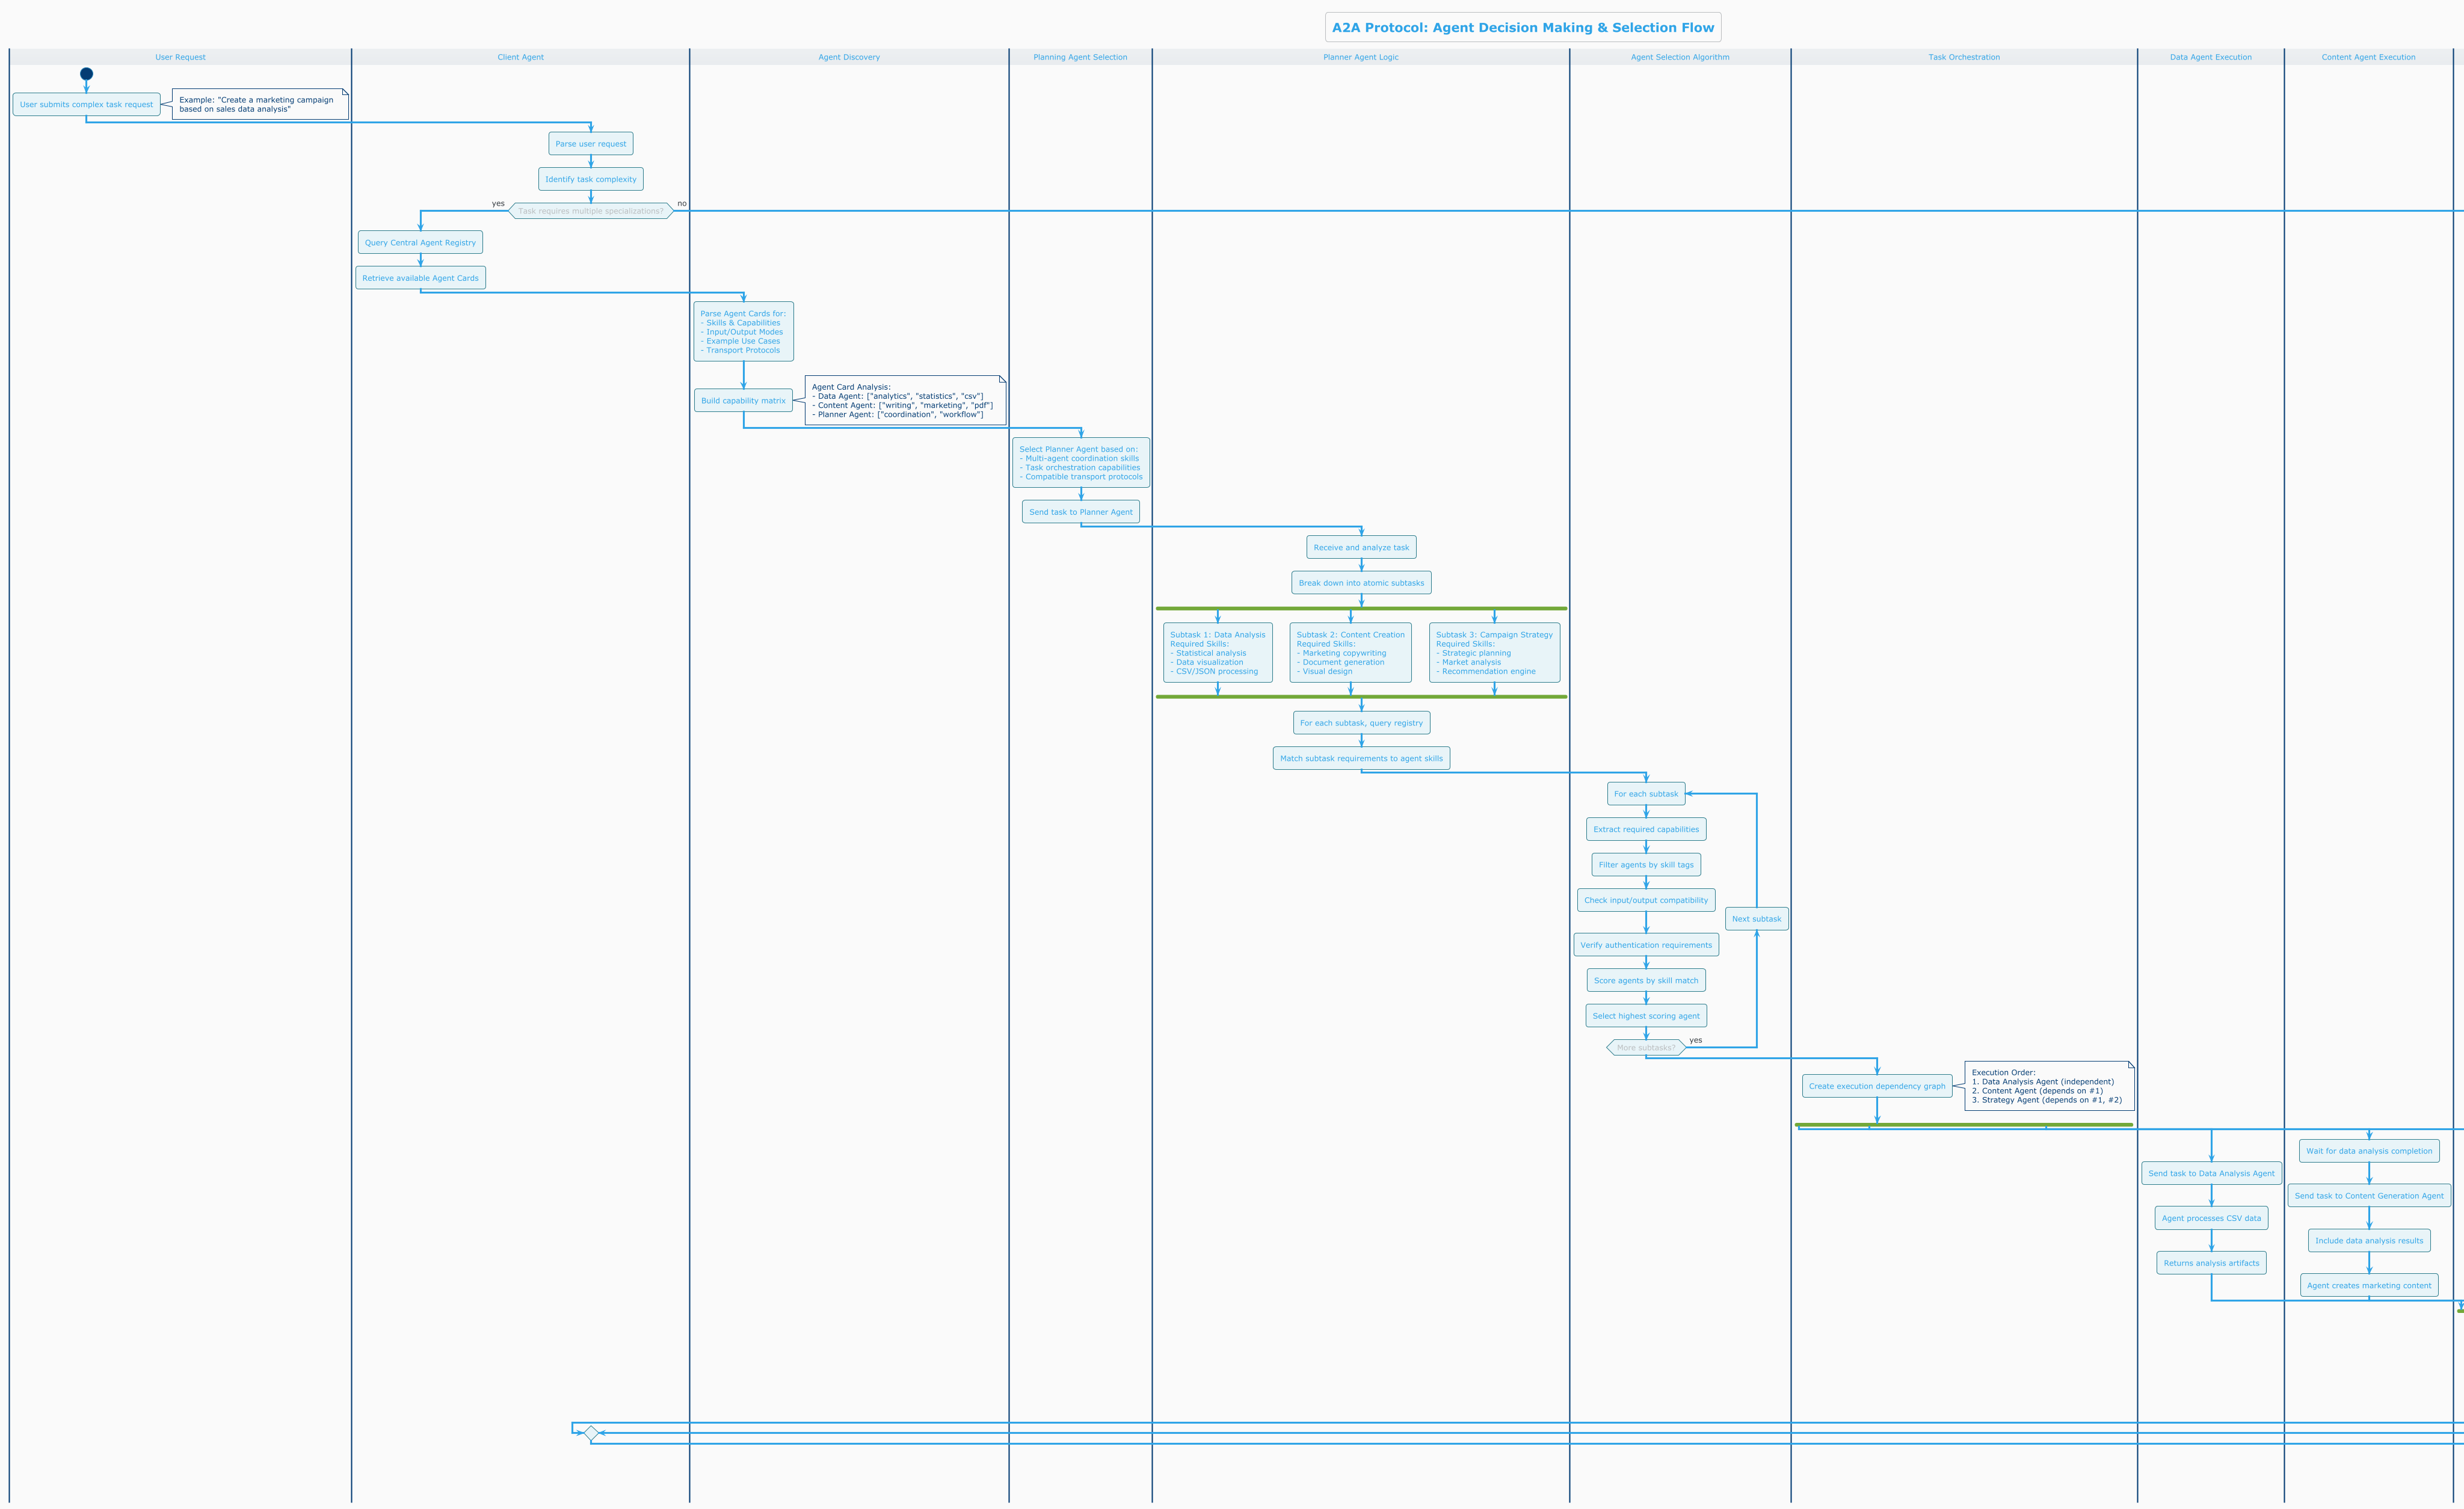 A2A Protocol: Agent Decision Making & Selection Flow
User Request
Client Agent
Agent Discovery
Planning Agent Selection
Planner Agent Logic
Agent Selection Algorithm
Task Orchestration
Data Agent Execution
Content Agent Execution
User submits complex task request
Example: "Create a marketing campaign
based on sales data analysis"
Parse user request
Identify task complexity
yes
Task requires multiple specializations?
no
Query Central Agent Registry
Retrieve available Agent Cards
Parse Agent Cards for:
- Skills & Capabilities
- Input/Output Modes
- Example Use Cases
- Transport Protocols
Build capability matrix
Agent Card Analysis:
- Data Agent: ["analytics", "statistics", "csv"]
- Content Agent: ["writing", "marketing", "pdf"]
- Planner Agent: ["coordination", "workflow"]
Select Planner Agent based on:
- Multi-agent coordination skills
- Task orchestration capabilities
- Compatible transport protocols
Send task to Planner Agent
Receive and analyze task
Break down into atomic subtasks
Subtask 1: Data Analysis
Required Skills:
- Statistical analysis
- Data visualization
- CSV/JSON processing
Subtask 2: Content Creation
Required Skills:
- Marketing copywriting
- Document generation
- Visual design
Subtask 3: Campaign Strategy
Required Skills:
- Strategic planning
- Market analysis
- Recommendation engine
For each subtask, query registry
Match subtask requirements to agent skills
For each subtask
Extract required capabilities
Filter agents by skill tags
Check input/output compatibility
Next subtask
Verify authentication requirements
Score agents by skill match
Select highest scoring agent
More subtasks?
yes
Create execution dependency graph
Execution Order:
1. Data Analysis Agent (independent)
2. Content Agent (depends on #1)
3. Strategy Agent (depends on #1, #2)
Send task to Data Analysis Agent
Agent processes CSV data
Returns analysis artifacts
Wait for data analysis completion
Send task to Content Generation Agent
Include data analysis results
Agent creates marketing content